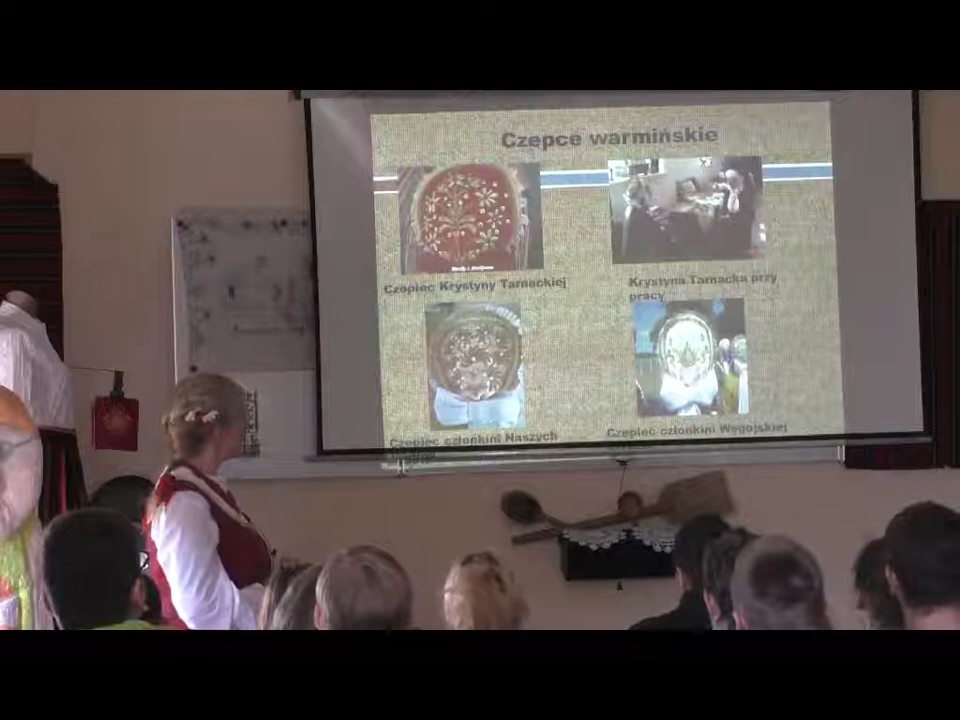 Czepce warmińskie
Czepiec Krystyny Tarnackiej
Krystyna Tarnacka przy
pracy
Czepiec członkini Naszych
Czepiec członkini Węgojskiej